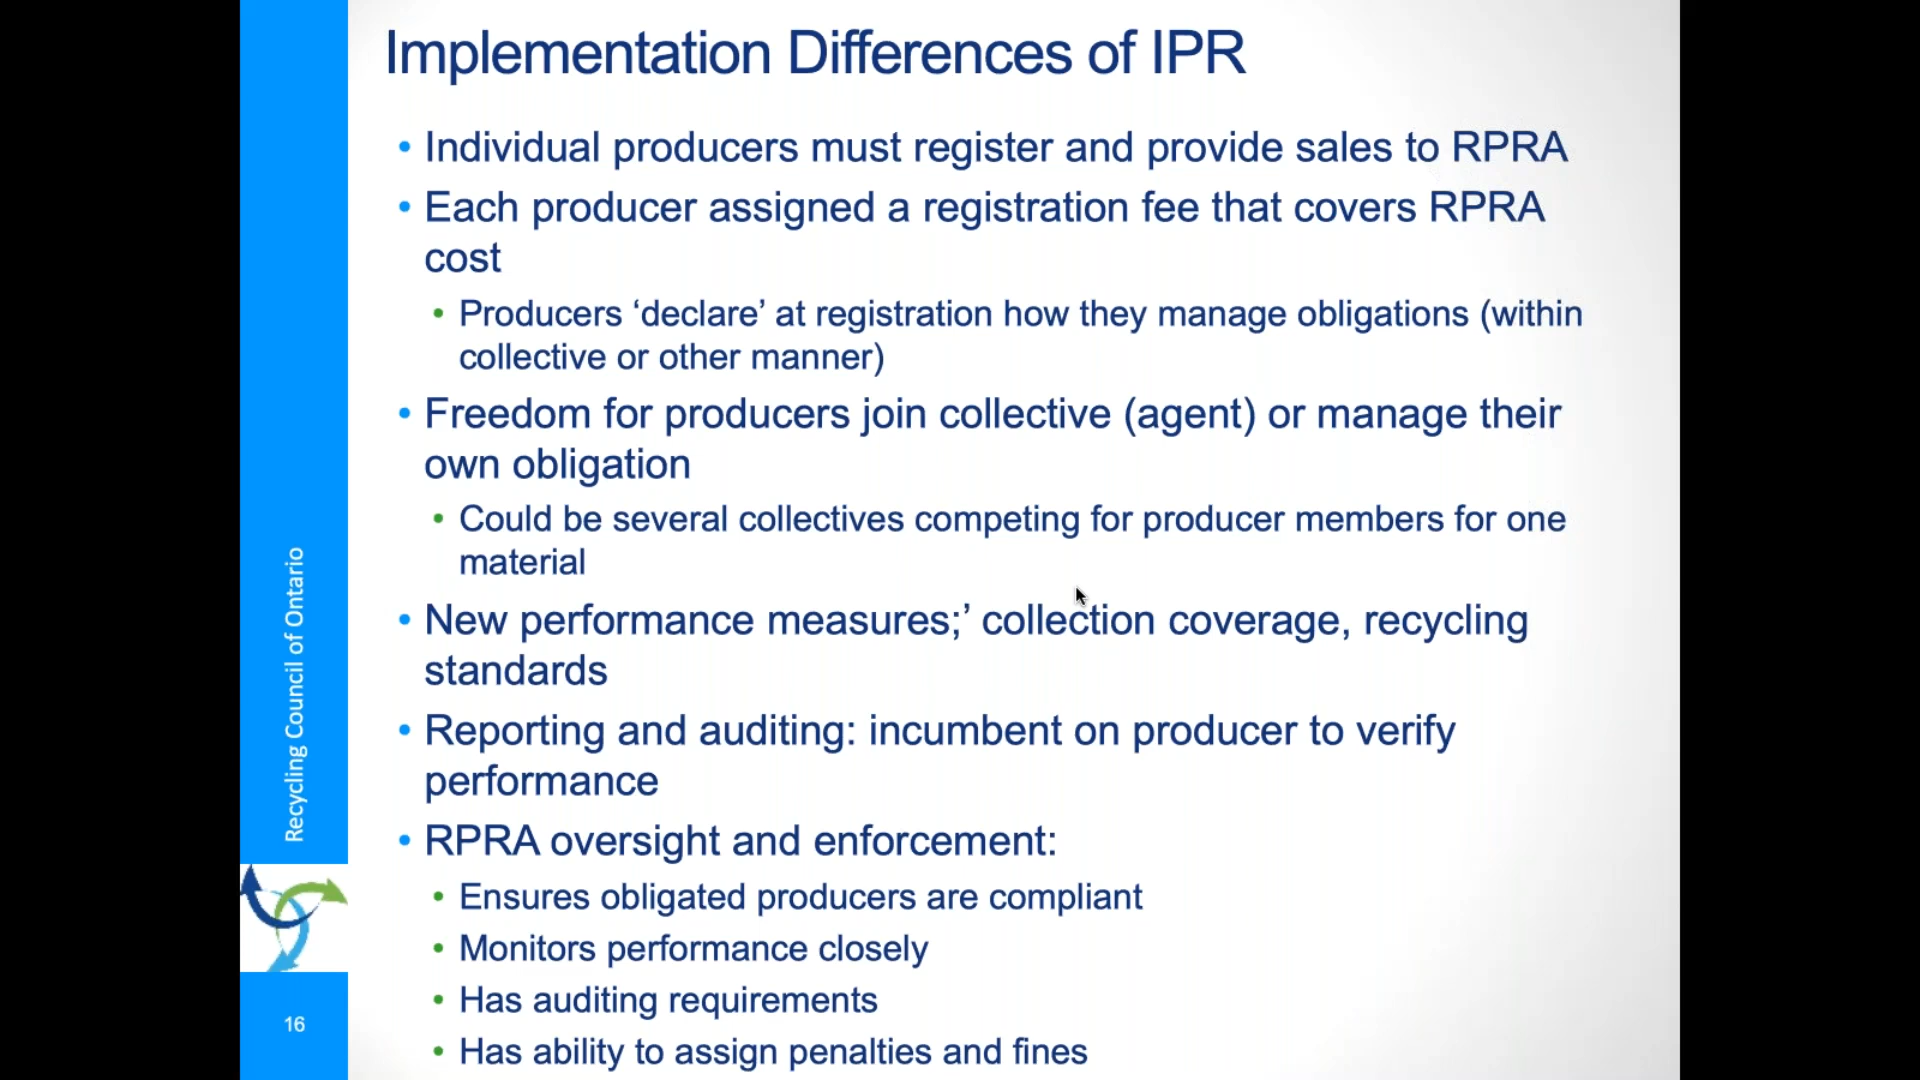 Implementation Differences of IPR
• Individual producers must register and provide sales to RPRA
• Each producer assigned a registration fee that covers RPRA
cost
• Producers ‘declare’ at registration how they manage obligations (within
collective or other manner)
• Freedom for producers join collective (agent) or manage their
own obligation
• Could be several collectives competing for producer members for one
material
• New performance measures;’ collection coverage, recycling
standards
• Reporting and auditing: incumbent on producer to verify
performance
• RPRA oversight and enforcement:
• Ensures obligated producers are compliant
• Monitors performance closely
• Has auditing requirements
• Has ability to assign penalties and fines
Recycling Council of Ontario
16